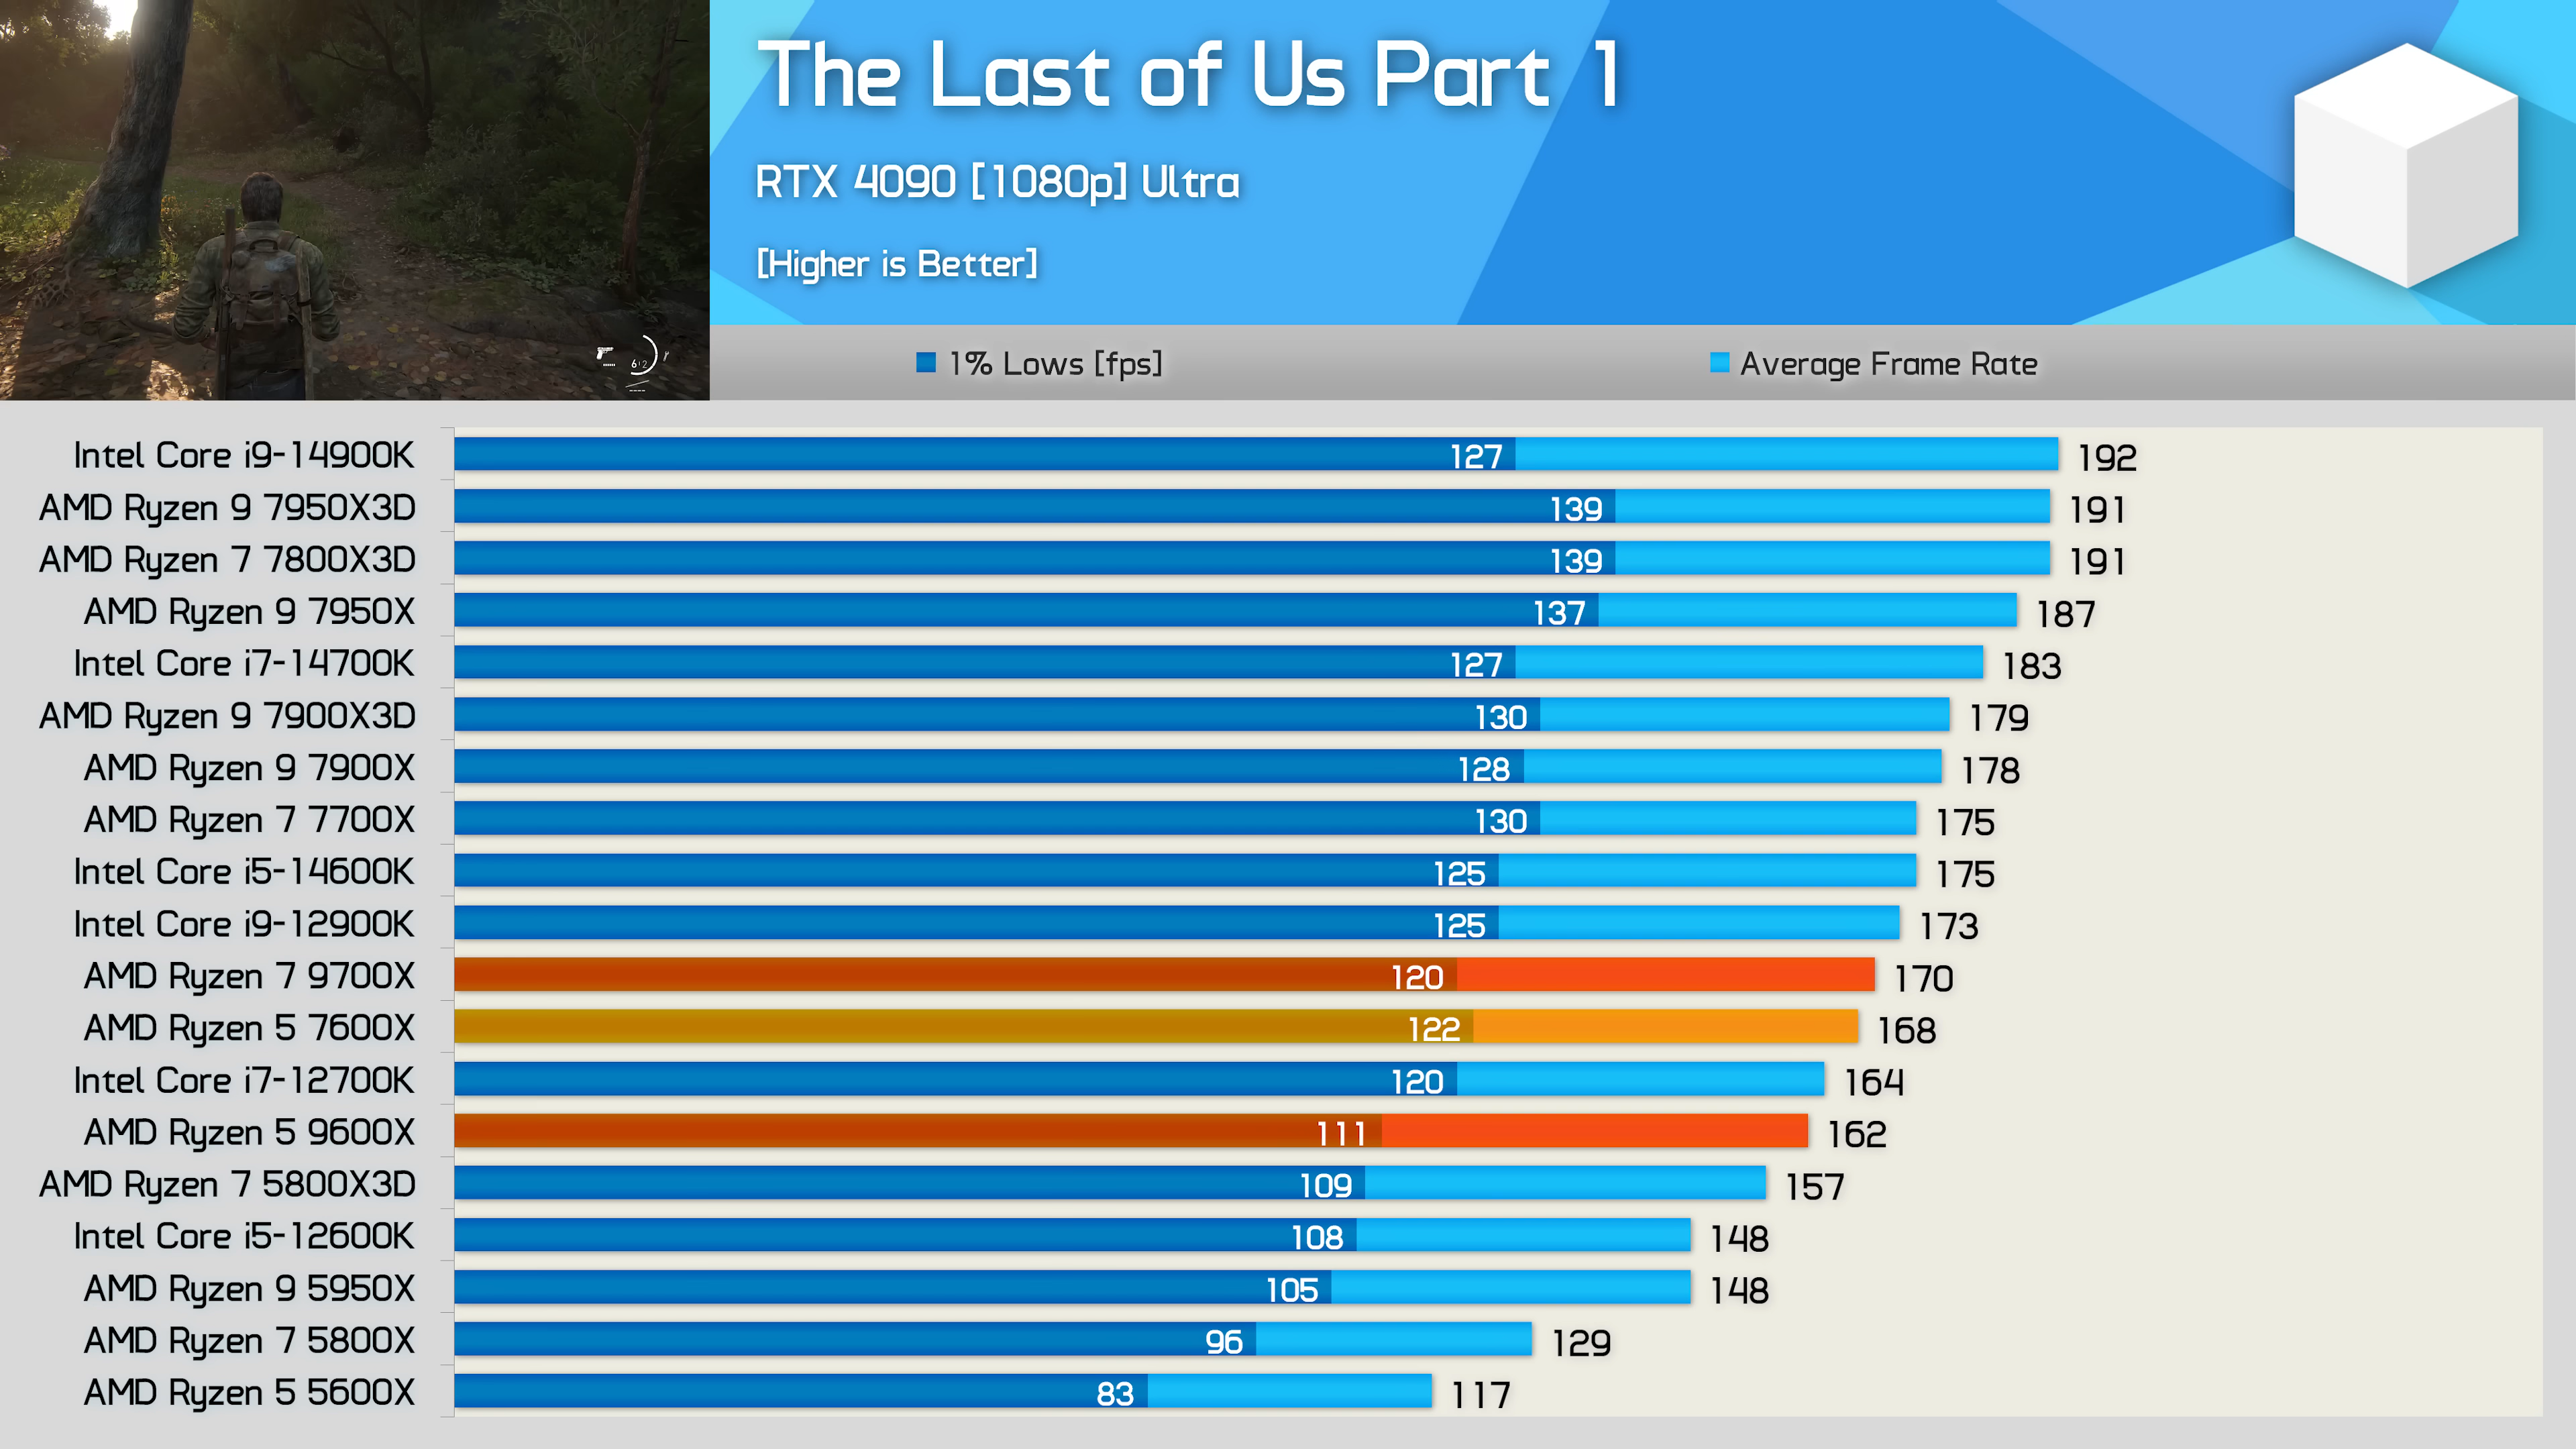 The Last of Us Part 1
RTX 4090 [1080p] Ultra
[Higher is Better]
1% Lows [fps] Average Frame Rate
Intel Core i9-14900K 127 192
AMD Ryzen 9 7950X3D 139 191
AMD Ryzen 7 7800X3D 139 191
AMD Ryzen 9 7950X 137 187
Intel Core i7-14700K 127 183
AMD Ryzen 9 7900X3D 130 179
AMD Ryzen 9 7900X 128 178
AMD Ryzen 7 7700X 130 175
Intel Core i5-14600K 125 175
Intel Core i9-12900K 125 173
AMD Ryzen 7 9700X 120 170
AMD Ryzen 5 7600X 122 168
Intel Core i7-12700K 120 164
AMD Ryzen 5 9600X 111 162
AMD Ryzen 7 5800X3D 109 157
Intel Core i5-12600K 108 148
AMD Ryzen 9 5950X 105 148
AMD Ryzen 7 5800X 96 129
AMD Ryzen 5 5600X 83 117